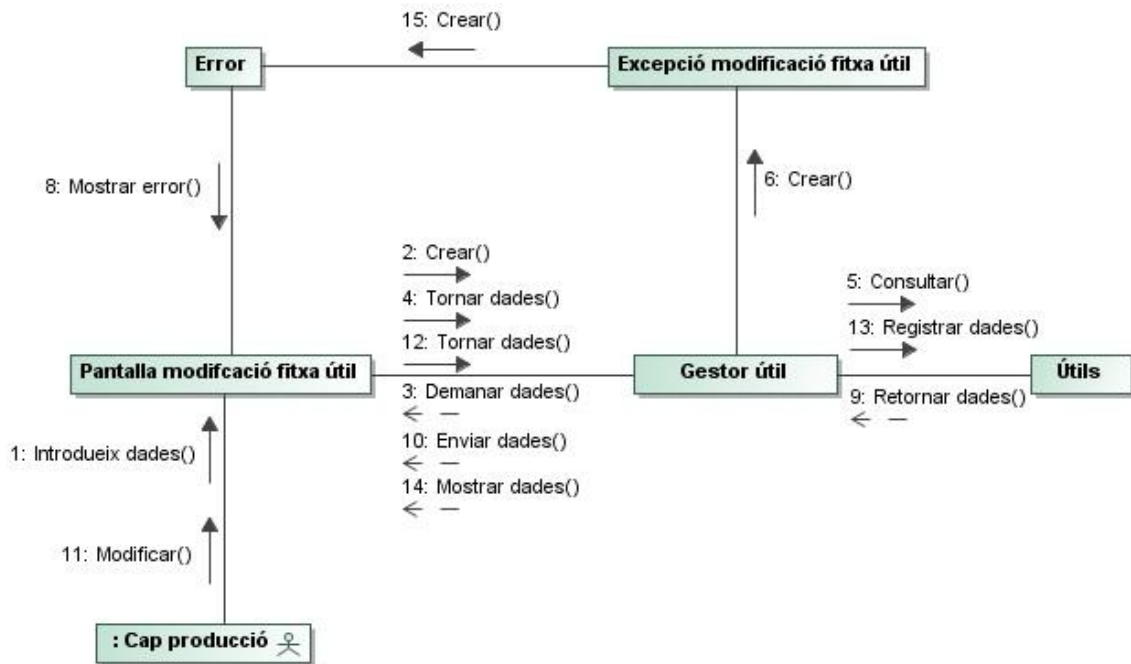 15: Crear()
Error
Excepció modificació fitxa útil
8: Mostrar error()
6: Crear()
2: Crear()
4: Tornar dades()
12: Tornar dades()
5: Consultar()
13: Registrar dades()
Pantalla modifcació fitxa útil
Gestor útil
Útils
3: Demanar dades()
10: Enviar dades()
14: Mostrar dades()
9: Retornar dades()
1: Introdueix dades()
11: Modificar()
: Cap producció